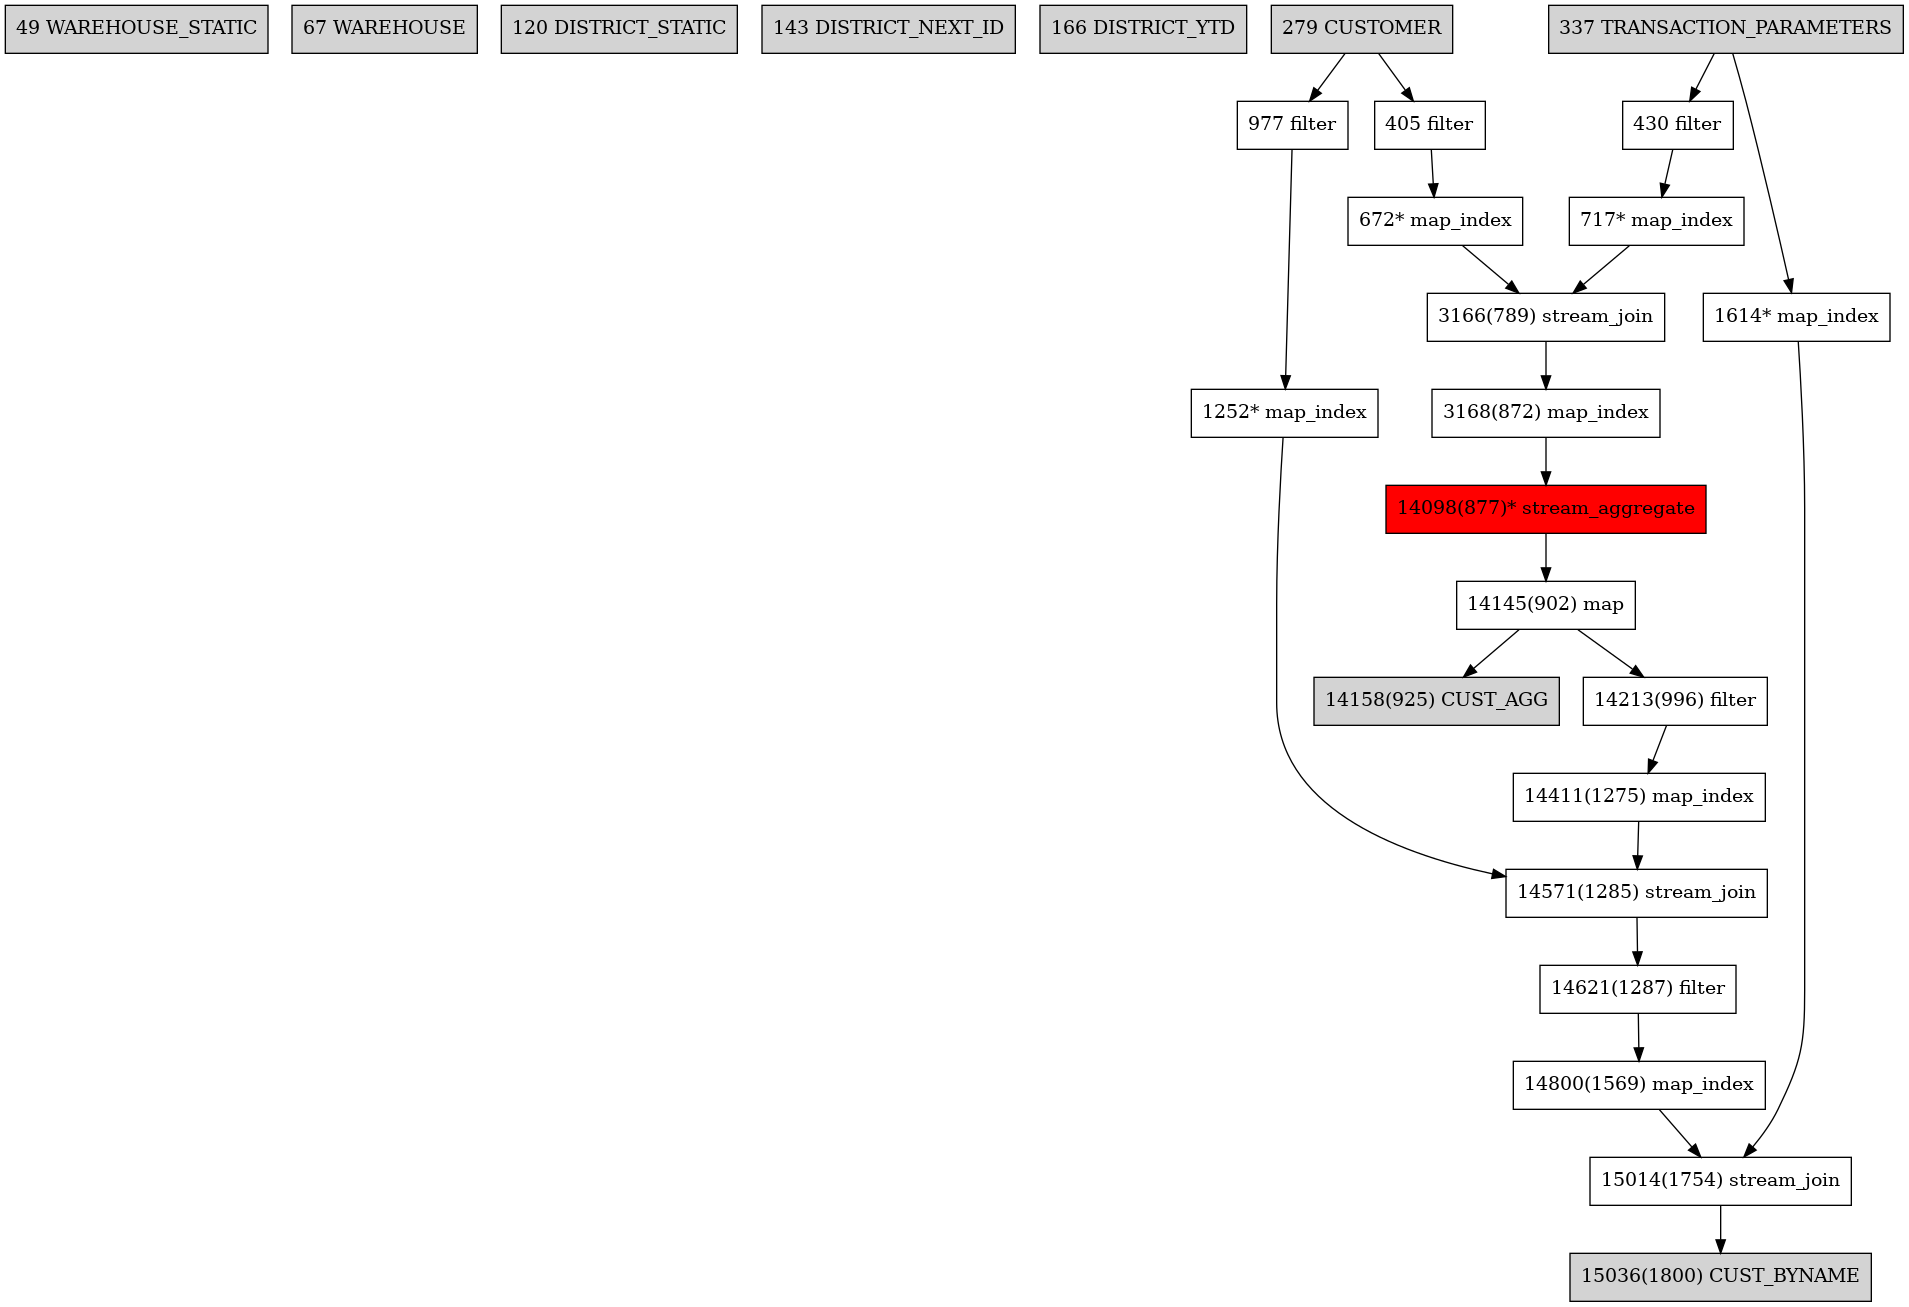 49 WAREHOUSE_STATIC
67 WAREHOUSE
120 DISTRICT_STATIC
143 DISTRICT_NEXT_ID
166 DISTRICT_YTD
279 CUSTOMER
337 TRANSACTION_PARAMETERS
977 filter
405 filter
430 filter
672* map_index
717* map_index
3166(789) stream_join
1614* map_index
1252* map_index
3168(872) map_index
14098(877)* stream_aggregate
14145(902) map
14158(925) CUST_AGG
14213(996) filter
14411(1275) map_index
14571(1285) stream_join
14621(1287) filter
14800(1569) map_index
15014(1754) stream_join
15036(1800) CUST_BYNAME